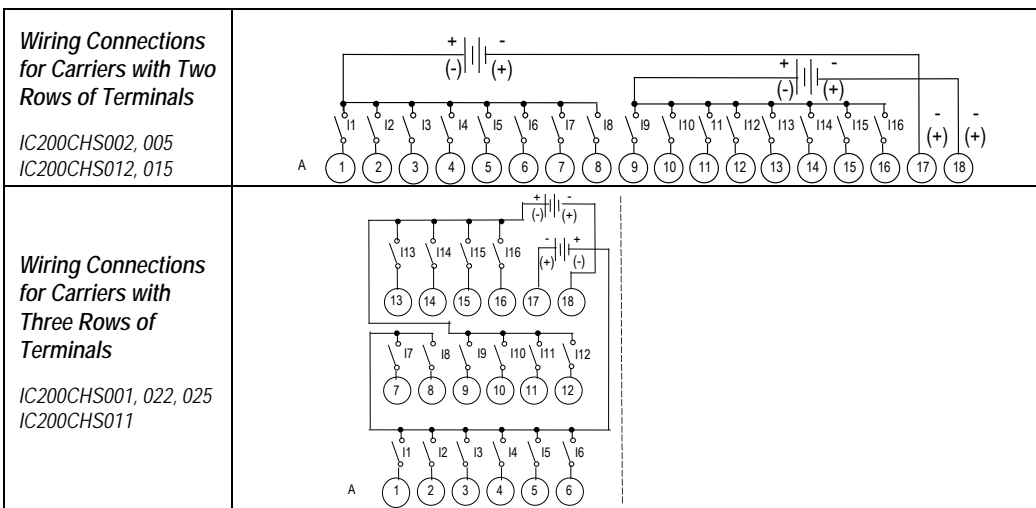 Wiring Connections
for Carriers with Two
Rows of Terminals
IC200CHS002, 005
IC200CHS012, 015
+ -
(-) (+)
+ -
(-) (+)
I1 I2 I3 I4 I5 I6 I7 I8 I9 I10 11 I12 I13 I14 I15 I16
- -
(+) (+)
A 1 2 3 4 5 6 7 8 9 10 11 12 13 14 15 16 17 18
Wiring Connections
for Carriers with
Three Rows of
Terminals
IC200CHS001, 022, 025
IC200CHS011
+ -
(-) (+)
- +
(+) (-)
I13 I14 I15 I16
13 14 15 16 17 18
I7 I8 I9 I10 I11 I12
7 8 9 10 11 12
I1 I2 I3 I4 I5 I6
A 1 2 3 4 5 6